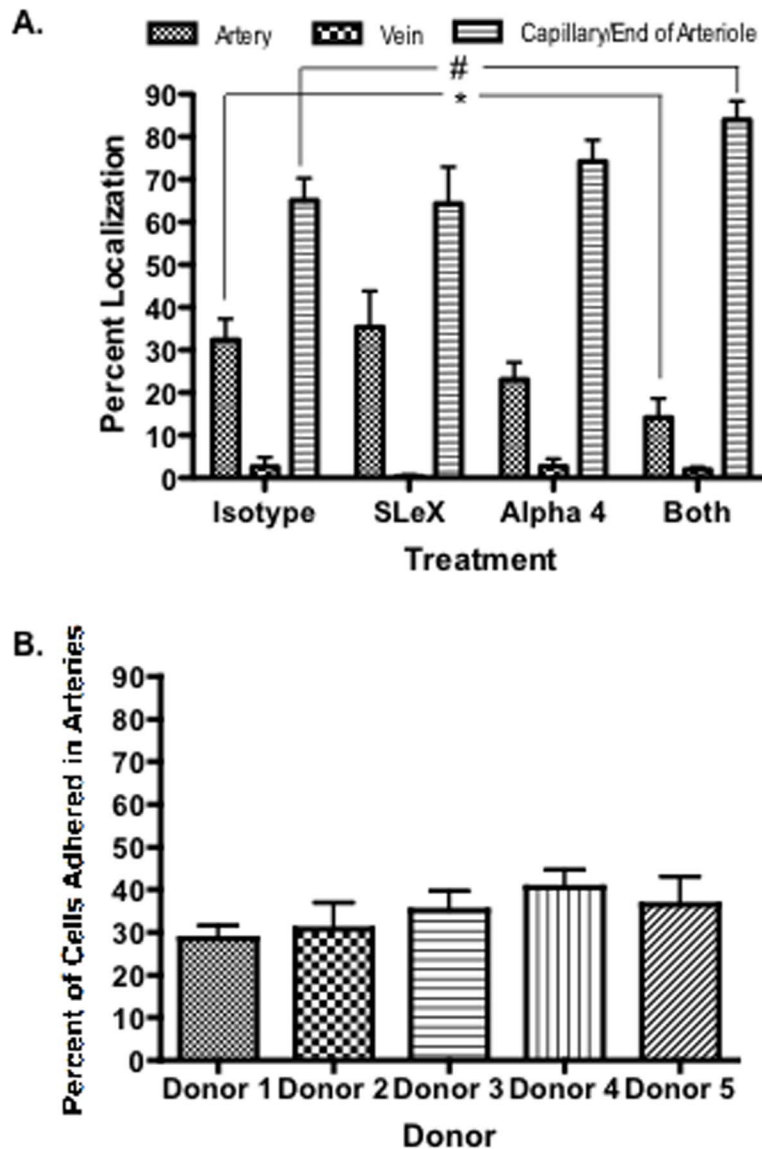 A.
Artery Vein Capillary/End of Arteriole
#
*
Percent Localization
90
80
70
60
50
40
30
20
10
0
Isotype SLeX Alpha 4 Both
Treatment
B.
Percent of Cells Adhered in Arteries
90
80
70
60
50
40
30
20
10
0
Donor 1 Donor 2 Donor 3 Donor 4 Donor 5
Donor